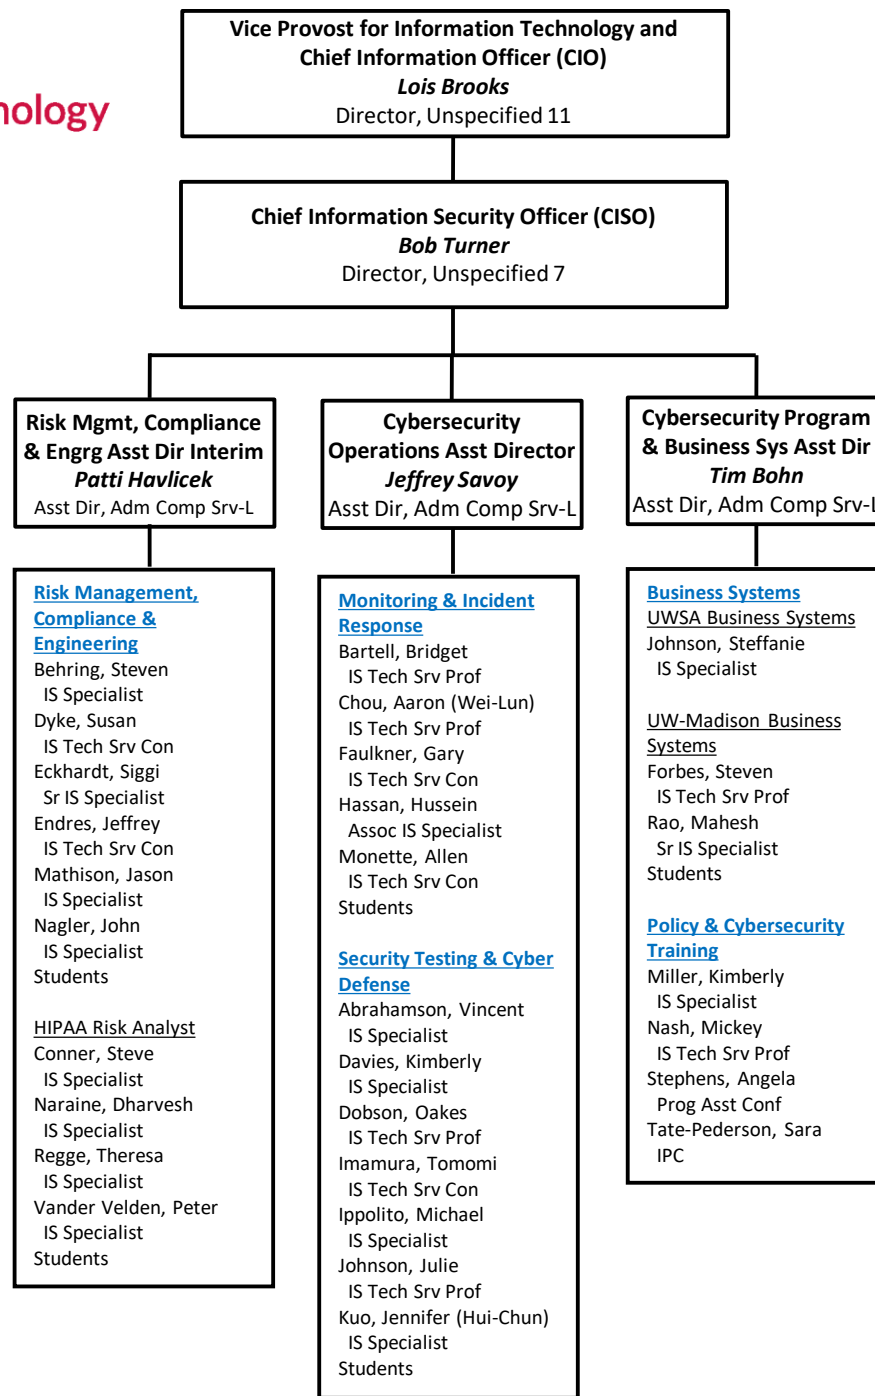 nology
Vice Provost for Information Technology and
Chief Information Officer (CIO)
Lois Brooks
Director, Unspecified 11
Chief Information Security Officer (CISO)
Bob Turner
Director, Unspecified 7
Risk Mgmt, Compliance
& Engrg Asst Dir Interim
Patti Havlicek
Asst Dir, Adm Comp Srv-L
Cybersecurity
Operations Asst Director
Jeffrey Savoy
Asst Dir, Adm Comp Srv-L
Cybersecurity Program
& Business Sys Asst Dir
Tim Bohn
Asst Dir, Adm Comp Srv-L
Risk Management,
Compliance &
Engineering
Behring, Steven
IS Specialist
Dyke, Susan
IS Tech Srv Con
Eckhardt, Siggi
Sr IS Specialist
Endres, Jeffrey
IS Tech Srv Con
Mathison, Jason
IS Specialist
Nagler, John
IS Specialist
Students
HIPAA Risk Analyst
Conner, Steve
IS Specialist
Naraine, Dharvesh
IS Specialist
Regge, Theresa
IS Specialist
Vander Velden, Peter
IS Specialist
Students
Monitoring & Incident
Response
Bartell, Bridget
IS Tech Srv Prof
Chou, Aaron (Wei-Lun)
IS Tech Srv Prof
Faulkner, Gary
IS Tech Srv Con
Hassan, Hussein
Assoc IS Specialist
Monette, Allen
IS Tech Srv Con
Students
Security Testing & Cyber
Defense
Abrahamson, Vincent
IS Specialist
Davies, Kimberly
IS Specialist
Dobson, Oakes
IS Tech Srv Prof
Imamura, Tomomi
IS Tech Srv Con
Ippolito, Michael
IS Specialist
Johnson, Julie
IS Tech Srv Prof
Kuo, Jennifer (Hui-Chun)
IS Specialist
Students
Business Systems
UWSA Business Systems
Johnson, Steffanie
IS Specialist
UW-Madison Business
Systems
Forbes, Steven
IS Tech Srv Prof
Rao, Mahesh
Sr IS Specialist
Students
Policy & Cybersecurity
Training
Miller, Kimberly
IS Specialist
Nash, Mickey
IS Tech Srv Prof
Stephens, Angela
Prog Asst Conf
Tate-Pederson, Sara
IPC